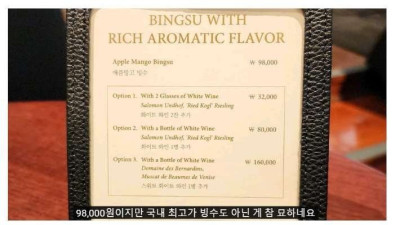 BINGSU WITH
RICH AROMATIC FLAVOR
Apple Mango Bingsu ₩ 98,000
애플망고 빙수
Option 1. With 2 Glasses of White Wine ₩ 32,000
Salomon Undhof, 'Ried Kogl' Riesling
화이트 와인 2잔 추가
Option 2. With a Bottle of White Wine ₩ 80,000
Salomon Undhof, 'Ried Kogl' Riesling
화이트 와인 1병 추가
Option 3. With a Bottle of White Wine ₩ 160,000
Domaine des Bernardins,
Muscat de Beaumes de Venise
스위트 화이트 와인 1병 추가
98,000원이지만 국내 최고가 빙수도 아닌 게 참 묘하네요